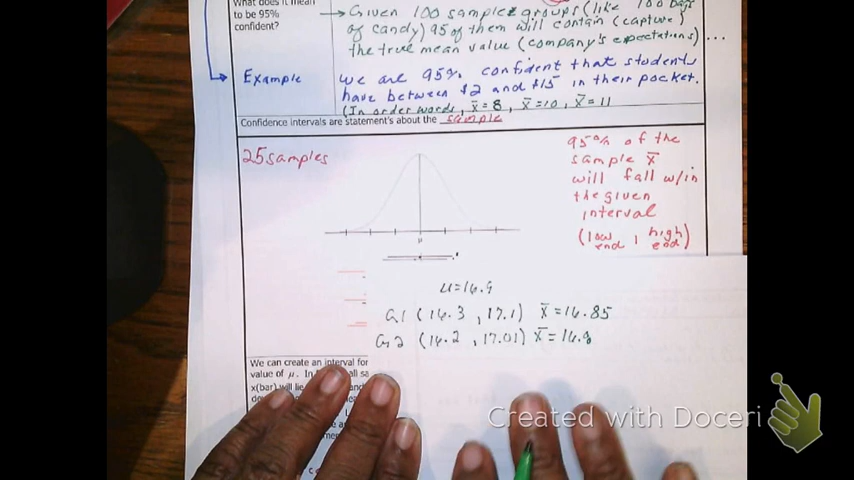 What does it mean
to be 95%
confident?
→ Given 100 samples groups (like 100 bags
of candy) 95 of them will contain (capture)
the true mean value (company's expectations)...
Example
we are 95% confident that students
have between $2 and $15 in their pocket.
(In order words, x̄=8, x̄=10, x̄=11
Confidence intervals are statement's about the sample
25 samples
95% of the
sample x̄
will fall w/in
the given
interval
(low end, high end)
μ
μ=16.9
G1 (16.3, 17.1) x̄=16.85
G2 (16.2, 17.01) x̄=16.8
We can create an interval for
value of μ. In
x(bar) will lie
Created with Doceri